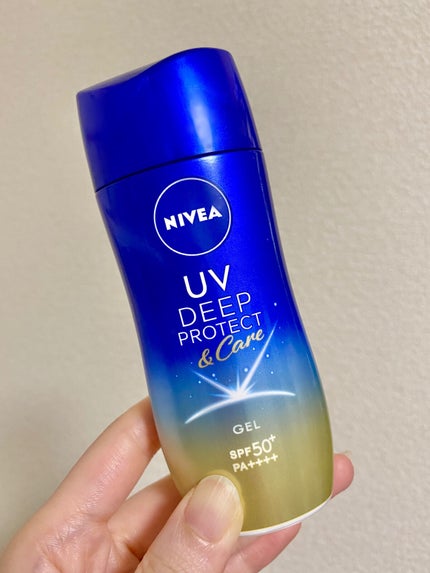 NIVEA
UV
DEEP
PROTECT
& Care
GEL
SPF50+
PA++++